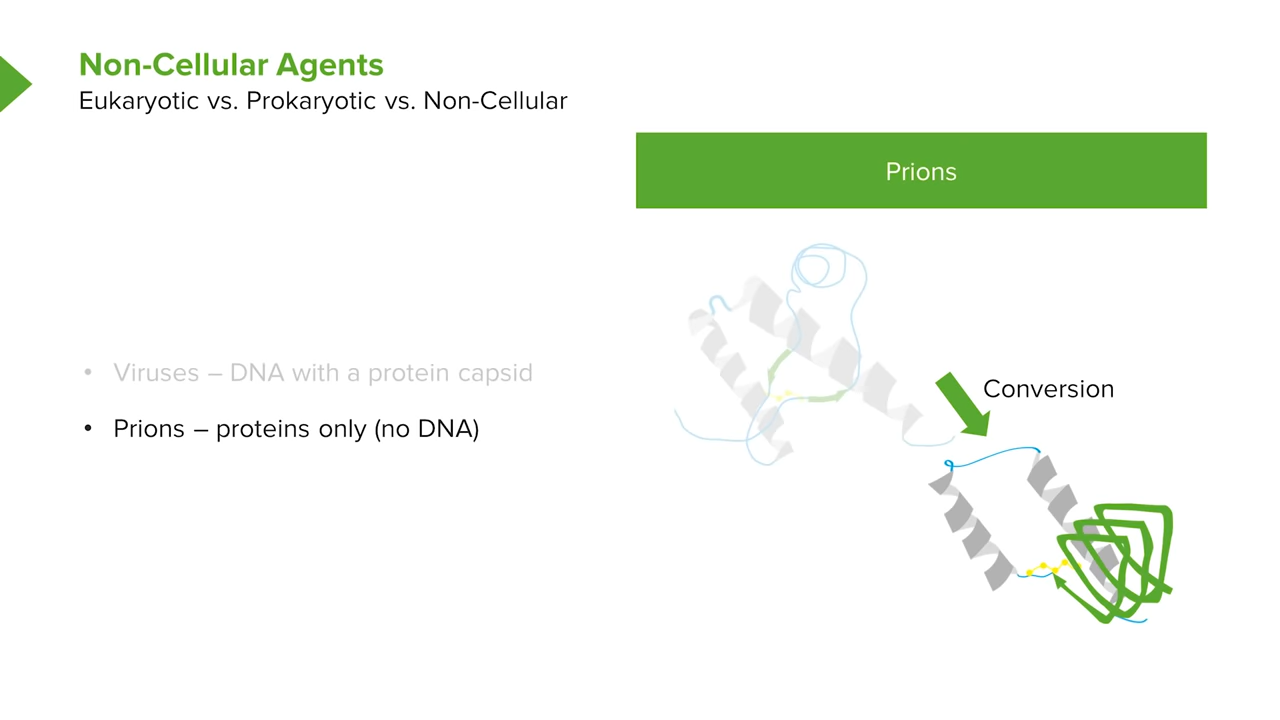 Non-Cellular Agents
Eukaryotic vs. Prokaryotic vs. Non-Cellular
Prions
• Viruses – DNA with a protein capsid
• Prions – proteins only (no DNA)
Conversion